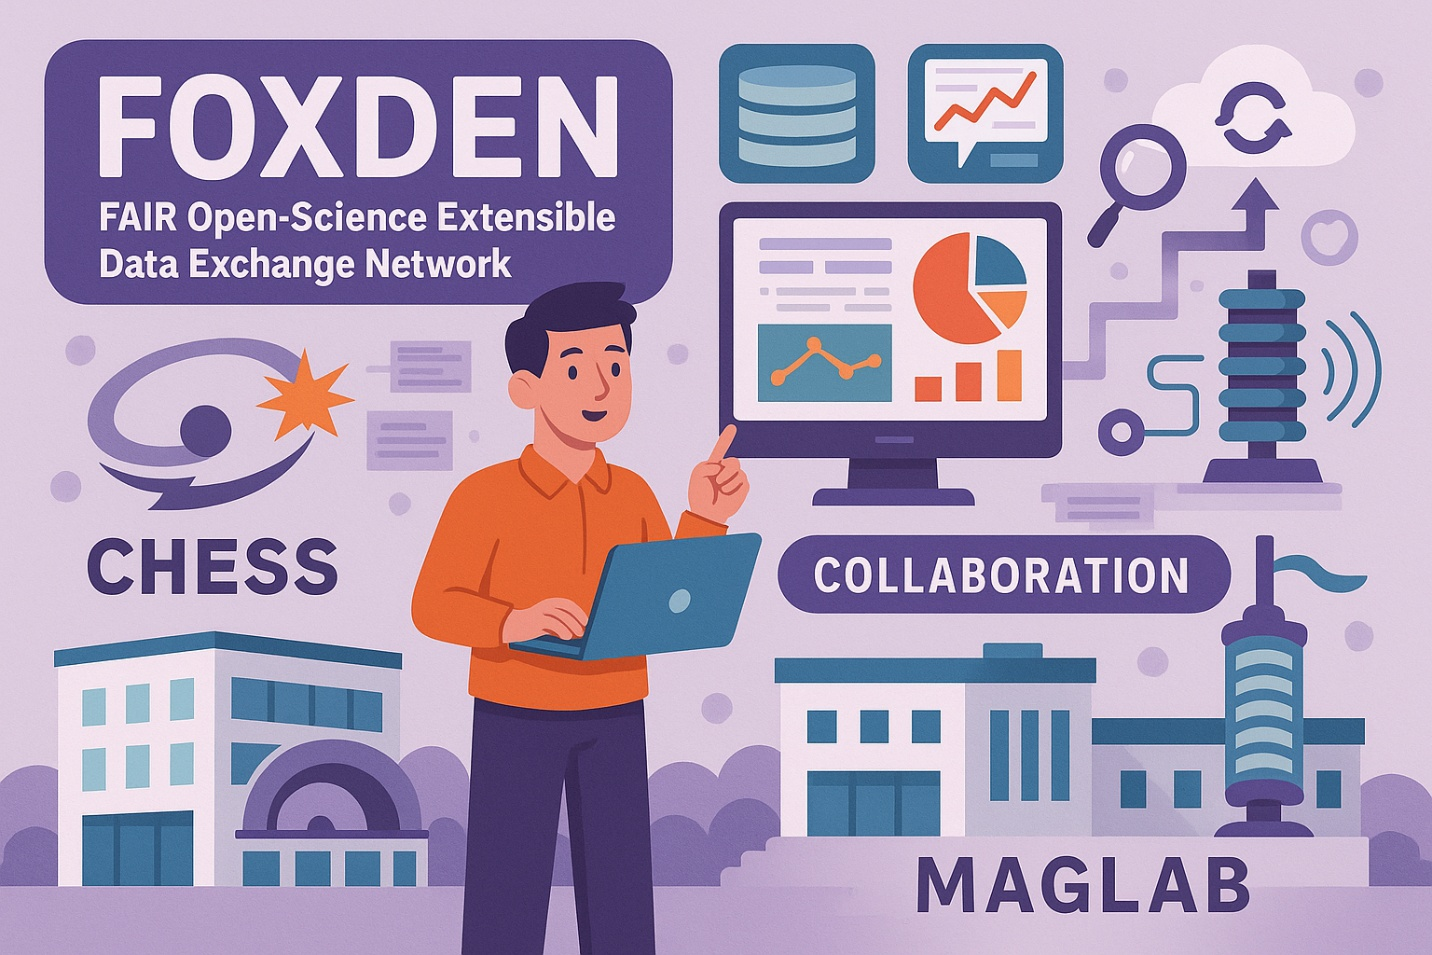 FOXDEN
FAIR Open-Science Extensible
Data Exchange Network
CHESS
COLLABORATION
MAGLAB